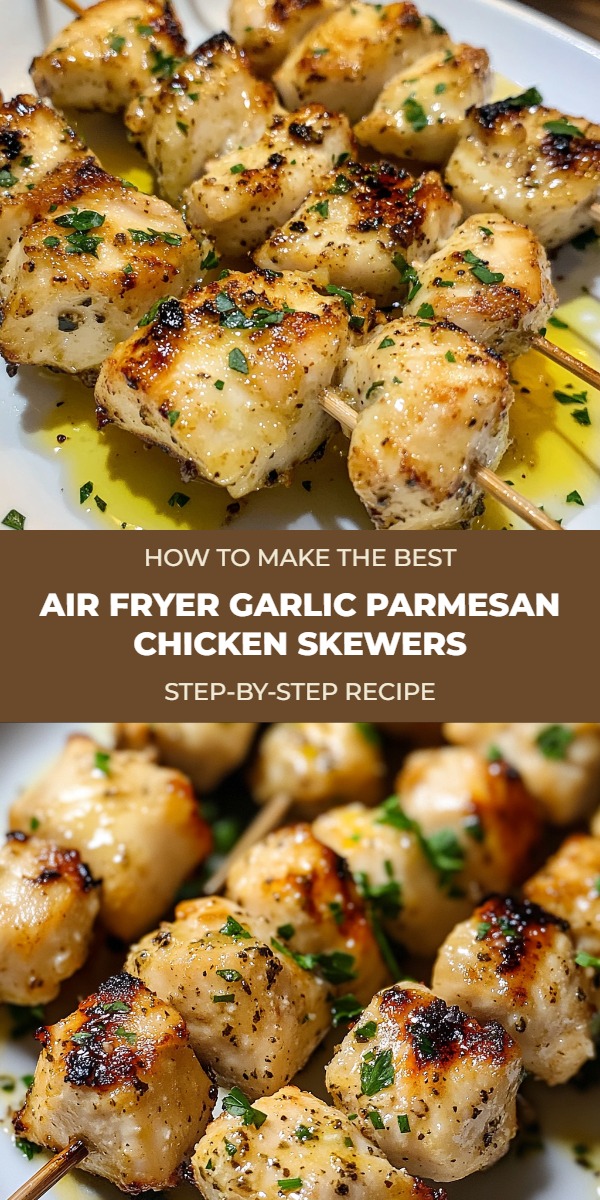 HOW TO MAKE THE BEST
AIR FRYER GARLIC PARMESAN
CHICKEN SKEWERS
STEP-BY-STEP RECIPE